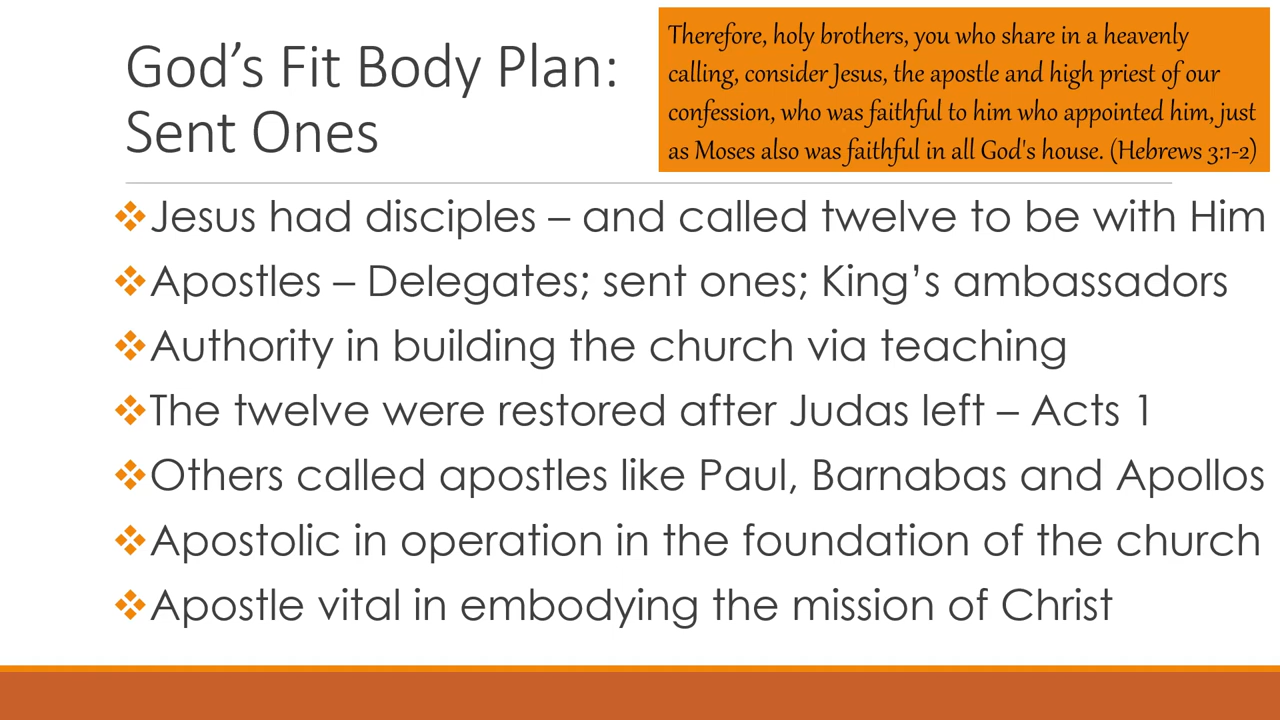 God’s Fit Body Plan:
Sent Ones
Therefore, holy brothers, you who share in a heavenly
calling, consider Jesus, the apostle and high priest of our
confession, who was faithful to him who appointed him, just
as Moses also was faithful in all God's house. (Hebrews 3:1-2)
❖Jesus had disciples – and called twelve to be with Him
❖Apostles – Delegates; sent ones; King’s ambassadors
❖Authority in building the church via teaching
❖The twelve were restored after Judas left – Acts 1
❖Others called apostles like Paul, Barnabas and Apollos
❖Apostolic in operation in the foundation of the church
❖Apostle vital in embodying the mission of Christ